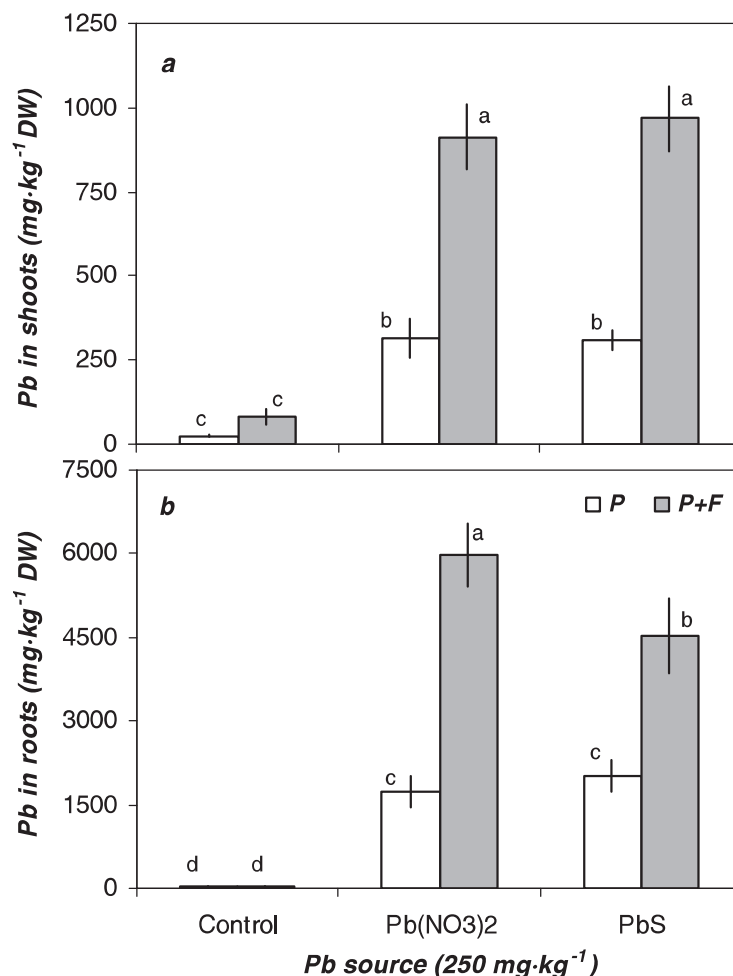 1250
1000
750
500
250
0
Pb in shoots (mg·kg⁻¹ DW)
a
c
c
b
a
b
a
7500
6000
4500
3000
1500
0
Pb in roots (mg·kg⁻¹ DW)
b
P P+F
d
d
c
a
c
b
Control Pb(NO3)2 PbS
Pb source (250 mg·kg⁻¹)